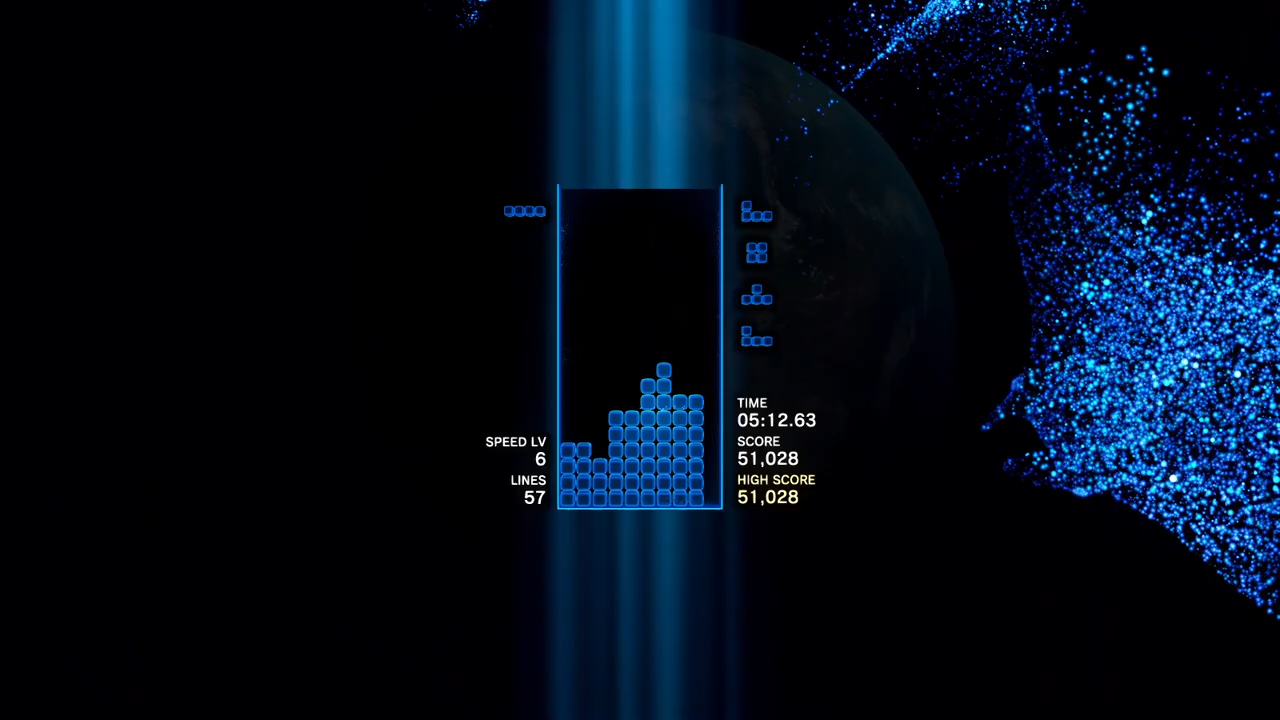 SPEED LV
6
LINES
57
TIME
05:12.63
SCORE
51,028
HIGH SCORE
51,028